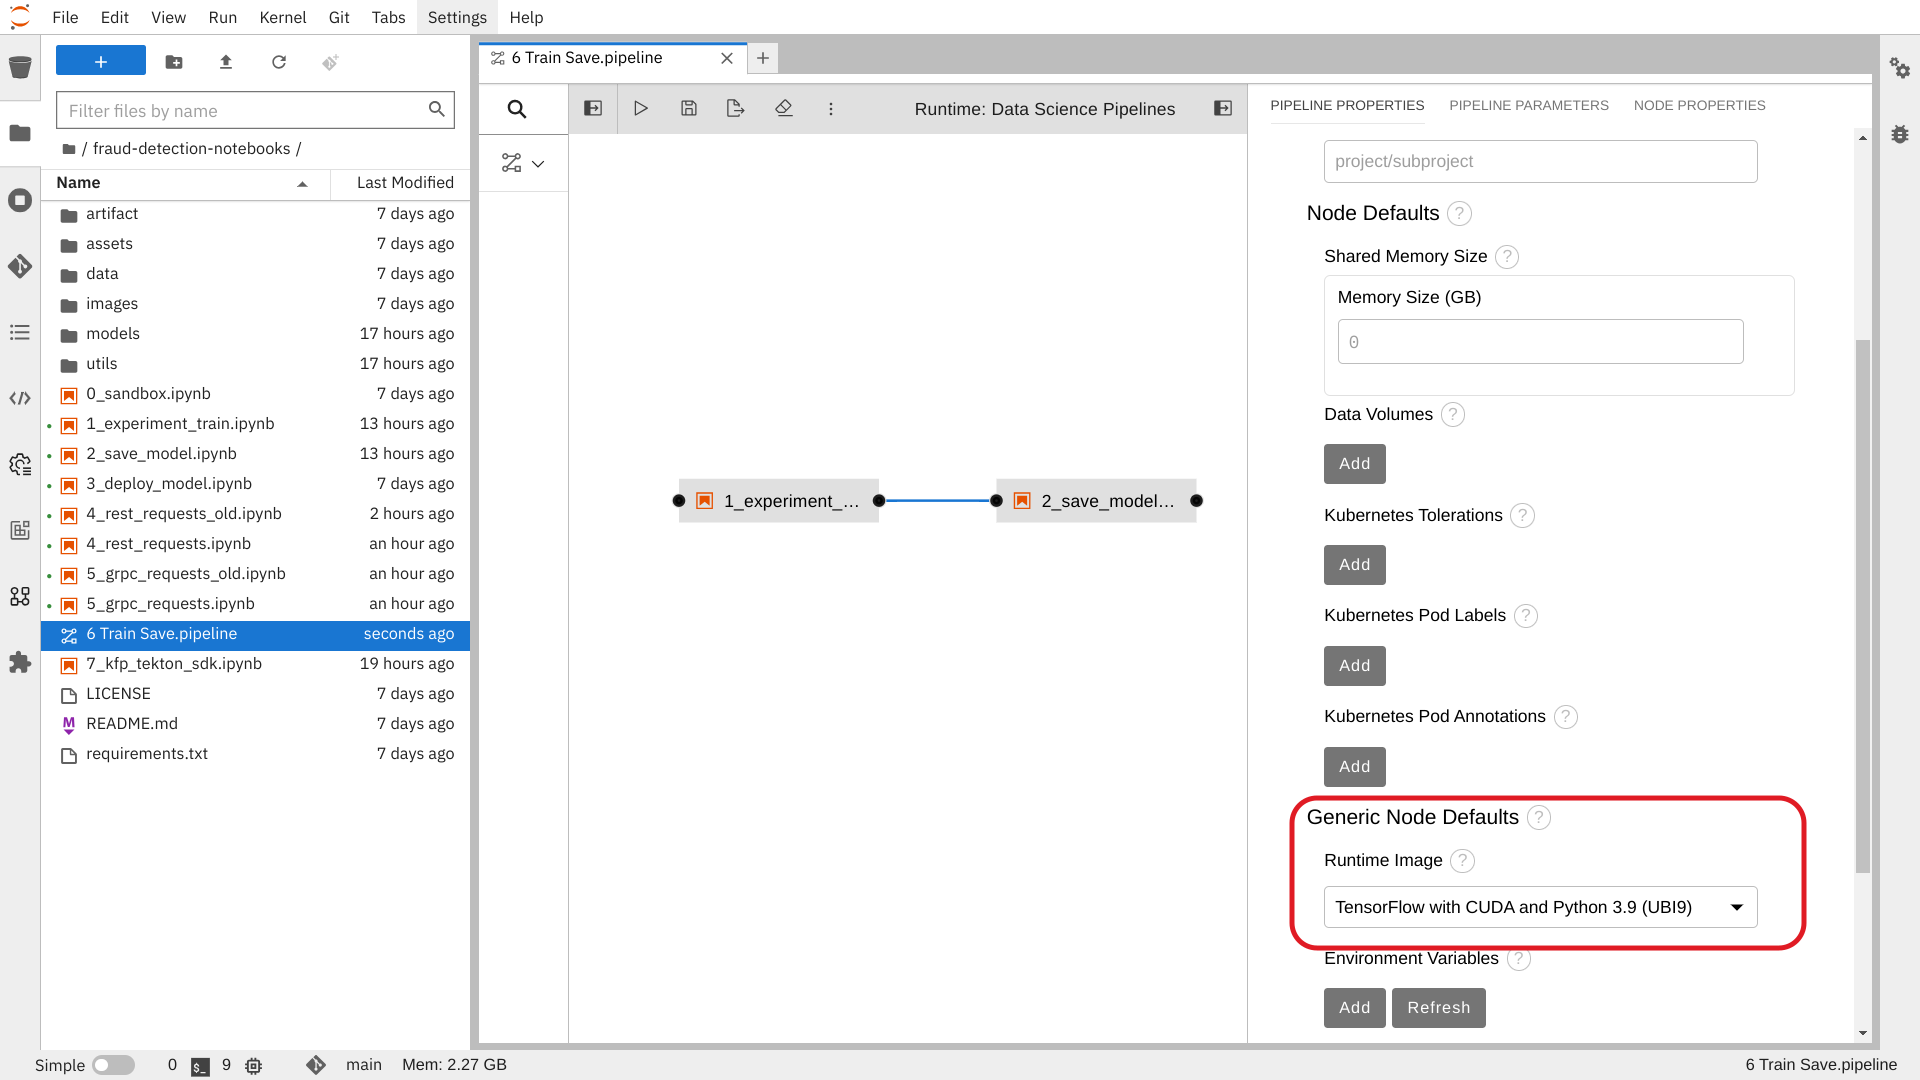 File Edit View Run Kernel Git Tabs Settings Help
+
Filter files by name
/ fraud-detection-notebooks /
Name Last Modified
artifact 7 days ago
assets 7 days ago
data 7 days ago
images 7 days ago
models 17 hours ago
utils 17 hours ago
0_sandbox.ipynb 7 days ago
1_experiment_train.ipynb 13 hours ago
2_save_model.ipynb 13 hours ago
3_deploy_model.ipynb 7 days ago
4_rest_requests_old.ipynb 2 hours ago
4_rest_requests.ipynb an hour ago
5_grpc_requests_old.ipynb an hour ago
5_grpc_requests.ipynb an hour ago
6 Train Save.pipeline seconds ago
7_kfp_tekton_sdk.ipynb 19 hours ago
LICENSE 7 days ago
README.md 7 days ago
requirements.txt 7 days ago
6 Train Save.pipeline
Runtime: Data Science Pipelines
1_experiment_...
2_save_model...
PIPELINE PROPERTIES PIPELINE PARAMETERS NODE PROPERTIES
project/subproject
Node Defaults ?
Shared Memory Size ?
Memory Size (GB)
0
Data Volumes ?
Add
Kubernetes Tolerations ?
Add
Kubernetes Pod Labels ?
Add
Kubernetes Pod Annotations ?
Add
Generic Node Defaults ?
Runtime Image ?
TensorFlow with CUDA and Python 3.9 (UBI9)
Environment Variables ?
Add Refresh
Simple 0 $_ 9 main Mem: 2.27 GB 6 Train Save.pipeline